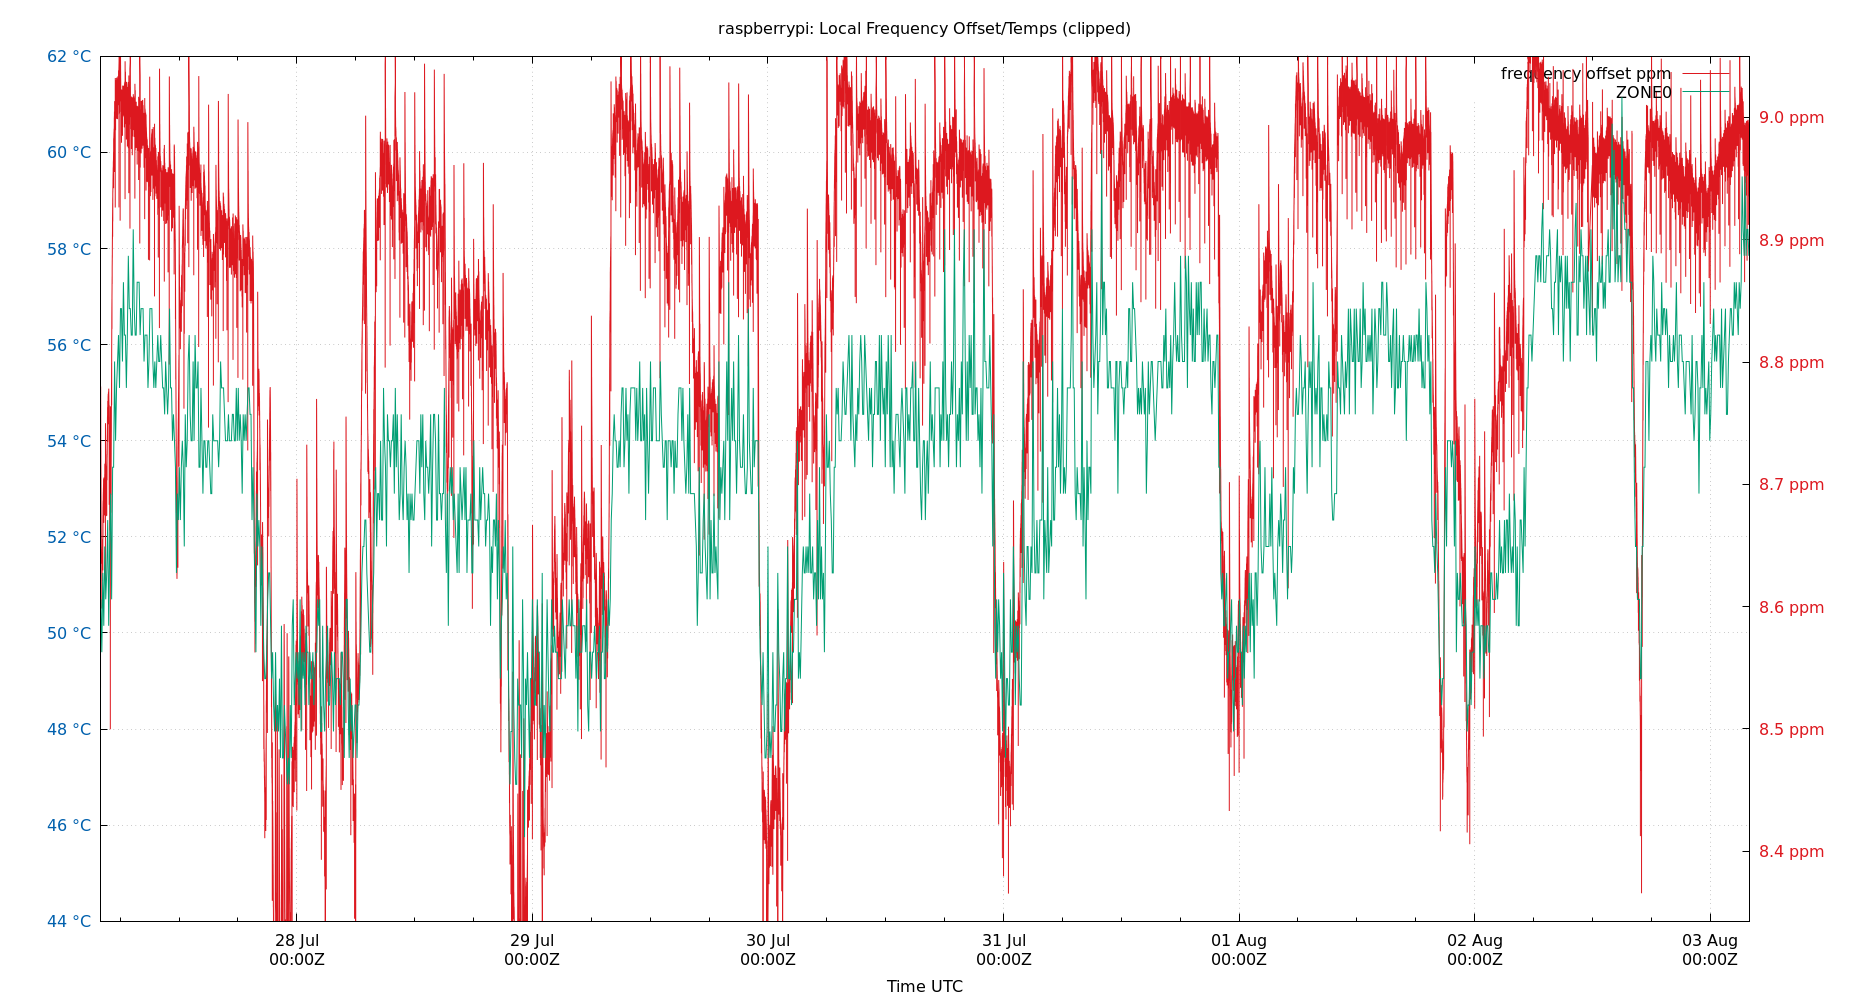 raspberrypi: Local Frequency Offset/Temps (clipped)
62 °C
60 °C
58 °C
56 °C
54 °C
52 °C
50 °C
48 °C
46 °C
44 °C
frequency offset ppm
ZONE0
9.0 ppm
8.9 ppm
8.8 ppm
8.7 ppm
8.6 ppm
8.5 ppm
8.4 ppm
28 Jul
00:00Z
29 Jul
00:00Z
30 Jul
00:00Z
31 Jul
00:00Z
01 Aug
00:00Z
02 Aug
00:00Z
03 Aug
00:00Z
Time UTC